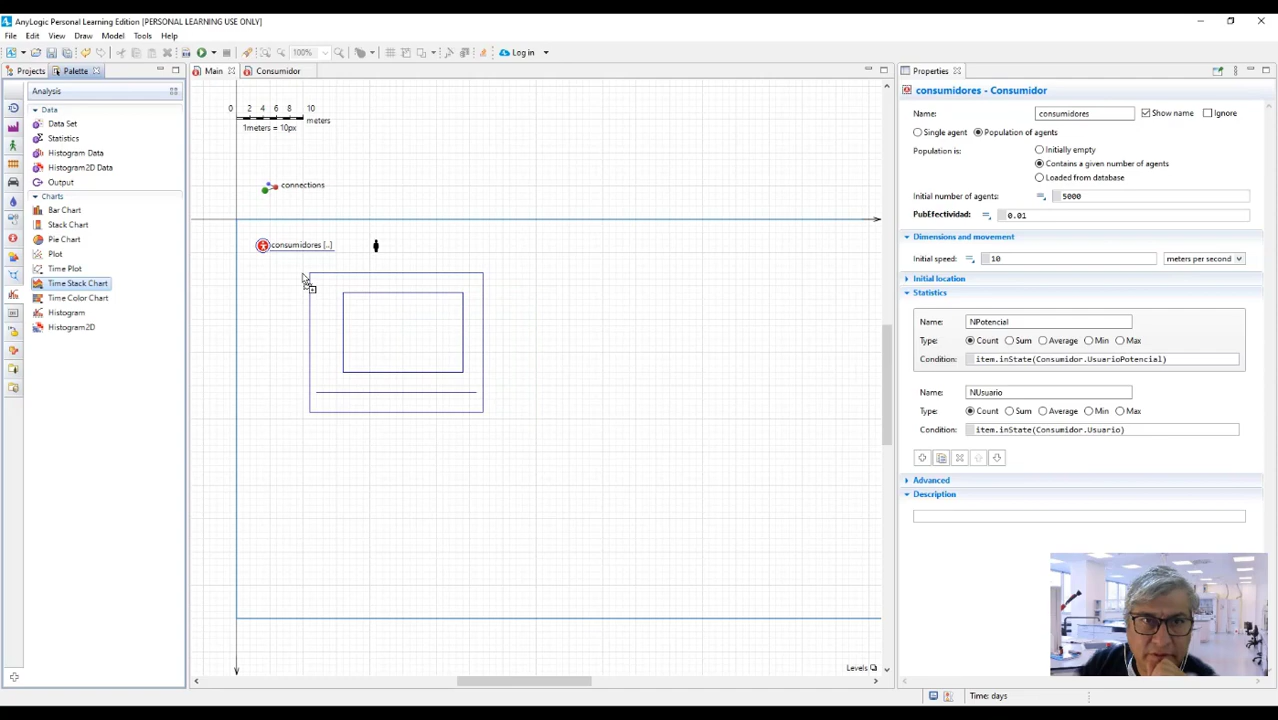 AnyLogic Personal Learning Edition [PERSONAL LEARNING USE ONLY]
File Edit View Draw Model Tools Help
100% Log in
Projects Palette
Main Consumidor
Properties
Analysis
Data
Data Set
Statistics
Histogram Data
Histogram2D Data
Output
Charts
Bar Chart
Stack Chart
Pie Chart
Plot
Time Plot
Time Stack Chart
Time Color Chart
Histogram
Histogram2D
0 2 4 6 8 10
meters
1meters = 10px
connections
consumidores [..]
Levels
consumidores - Consumidor
Name: consumidores Show name Ignore
Single agent Population of agents
Population is: Initially empty
Contains a given number of agents
Loaded from database
Initial number of agents: 5000
PubEfectividad: 0.01
Dimensions and movement
Initial speed: 10 meters per second
Initial location
Statistics
Name: NPotencial
Type: Count Sum Average Min Max
Condition: item.inState(Consumidor.UsuarioPotencial)
Name: NUsuario
Type: Count Sum Average Min Max
Condition: item.inState(Consumidor.Usuario)
Advanced
Description
Time: days